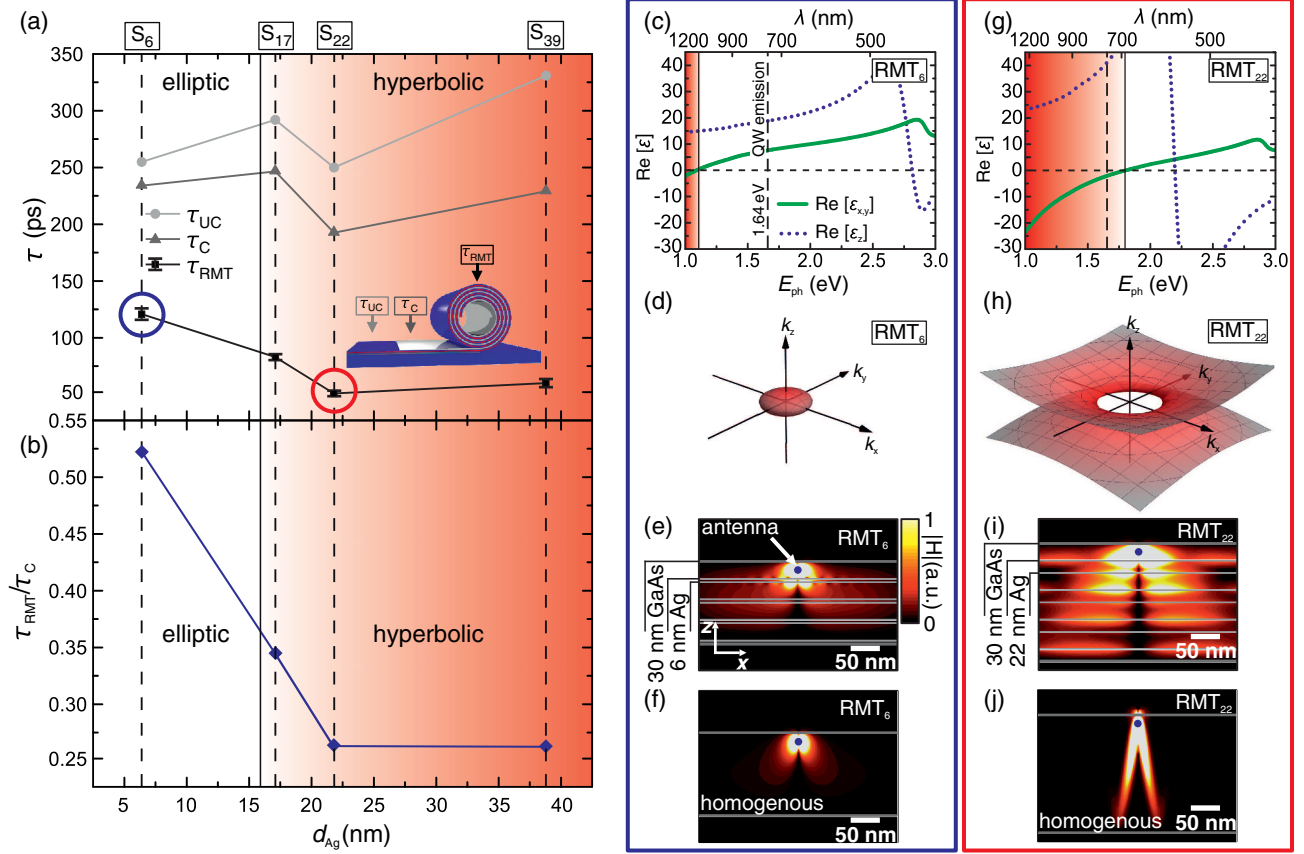 (a)
S6
S17
S22
S39
350
300
250
200
150
100
50
0.55
τ (ps)
elliptic
hyperbolic
τUC
τC
τRMT
τRMT
τUC
τC
(b)
0.50
0.45
0.40
0.35
0.30
0.25
τRMT/τC
elliptic
hyperbolic
5
10
15
20
25
30
35
40
dAg(nm)
(c)
λ (nm)
1200
900
700
500
RMT6
30
20
10
0
-10
-20
-30
Re [ε]
QW emission
1.64 eV
Re [εx,y]
Re [εz]
1.0
1.5
2.0
2.5
3.0
Eph (eV)
(d)
RMT6
kz
ky
kx
(e)
antenna
RMT6
30 nm GaAs
6 nm Ag
z
x
50 nm
1
|H|(a.u.)
0
(f)
RMT6
homogenous
50 nm
(g)
λ (nm)
1200
900
700
500
RMT22
30
20
10
0
-10
-20
-30
Re [ε]
1.0
1.5
2.0
2.5
3.0
Eph (eV)
(h)
RMT22
kz
ky
kx
(i)
RMT22
30 nm GaAs
22 nm Ag
50 nm
(j)
RMT22
homogenous
50 nm